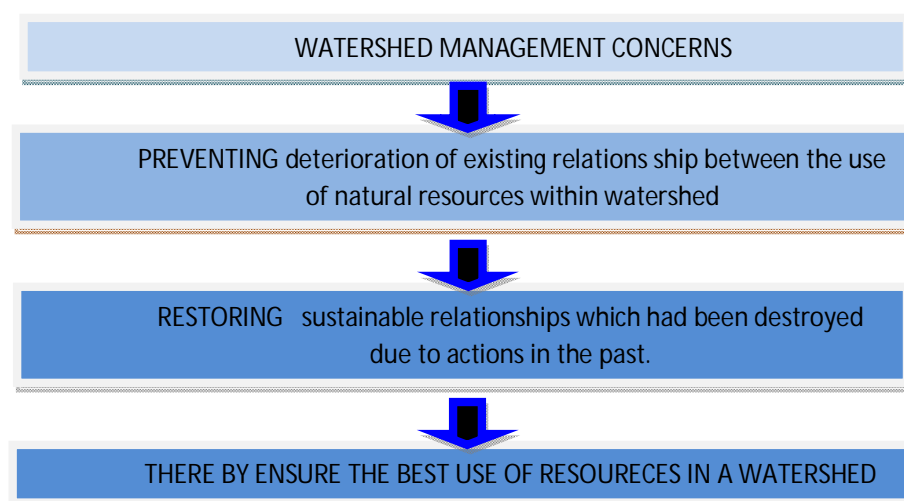 WATERSHED MANAGEMENT CONCERNS
PREVENTING deterioration of existing relations ship between the use
of natural resources within watershed
RESTORING sustainable relationships which had been destroyed
due to actions in the past.
THERE BY ENSURE THE BEST USE OF RESOURECES IN A WATERSHED